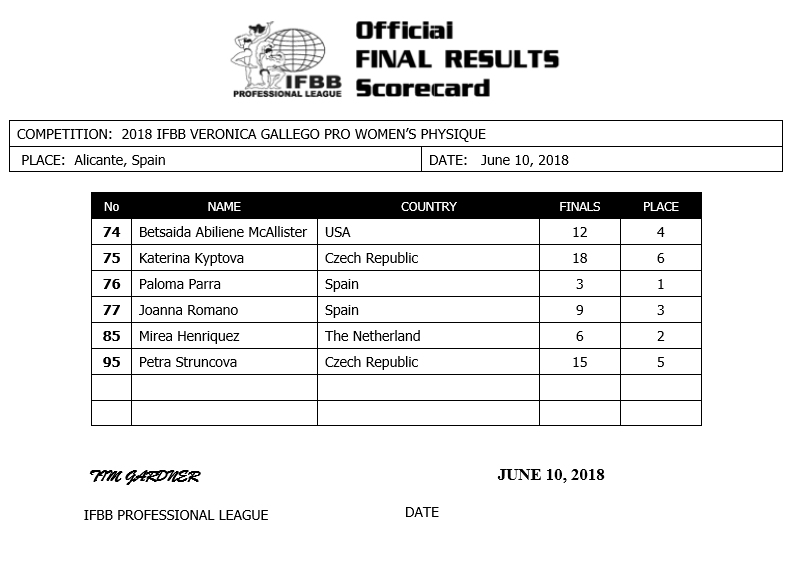 Official
FINAL RESULTS
Scorecard
IFBB
PROFESSIONAL LEAGUE
COMPETITION: 2018 IFBB VERONICA GALLEGO PRO WOMEN’S PHYSIQUE
PLACE: Alicante, Spain DATE: June 10, 2018
No NAME COUNTRY FINALS PLACE
74 Betsaida Abiliene McAllister USA 12 4
75 Katerina Kyptova Czech Republic 18 6
76 Paloma Parra Spain 3 1
77 Joanna Romano Spain 9 3
85 Mirea Henriquez The Netherland 6 2
95 Petra Struncova Czech Republic 15 5
TIM GARDNER JUNE 10, 2018
IFBB PROFESSIONAL LEAGUE DATE